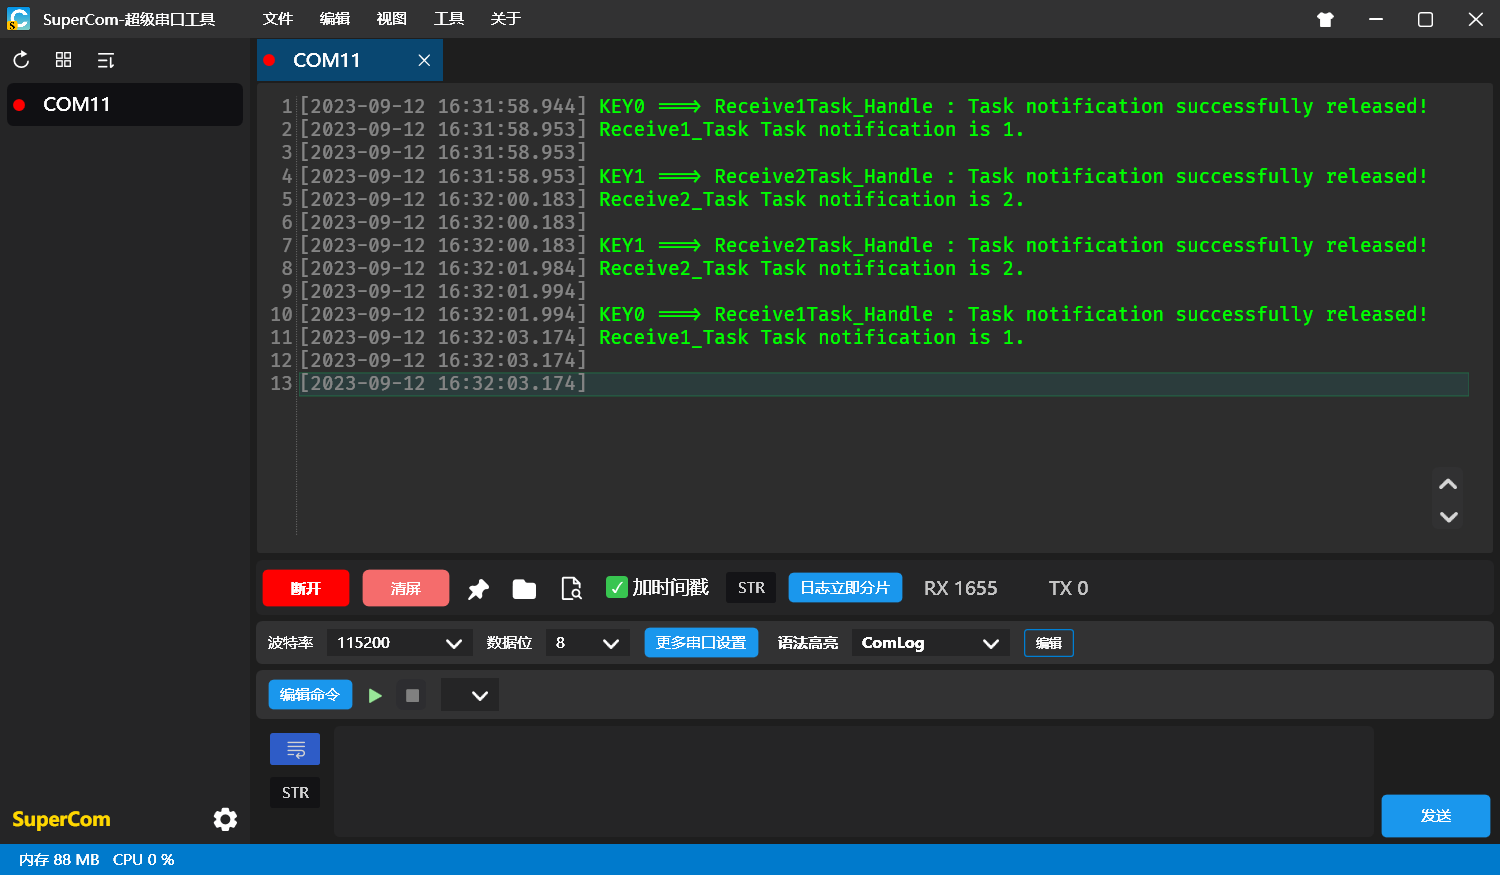 SuperCom-超级串口工具 文件 编辑 视图 工具 关于
COM11
COM11
1 [2023-09-12 16:31:58.944] KEY0 ===> Receive1Task_Handle : Task notification successfully released!
2 [2023-09-12 16:31:58.953] Receive1_Task Task notification is 1.
3 [2023-09-12 16:31:58.953]
4 [2023-09-12 16:31:58.953] KEY1 ===> Receive2Task_Handle : Task notification successfully released!
5 [2023-09-12 16:32:00.183] Receive2_Task Task notification is 2.
6 [2023-09-12 16:32:00.183]
7 [2023-09-12 16:32:00.183] KEY1 ===> Receive2Task_Handle : Task notification successfully released!
8 [2023-09-12 16:32:01.984] Receive2_Task Task notification is 2.
9 [2023-09-12 16:32:01.994]
10 [2023-09-12 16:32:01.994] KEY0 ===> Receive1Task_Handle : Task notification successfully released!
11 [2023-09-12 16:32:03.174] Receive1_Task Task notification is 1.
12 [2023-09-12 16:32:03.174]
13 [2023-09-12 16:32:03.174]
断开 清屏 加时间戳 STR 日志立即分片 RX 1655 TX 0
波特率 115200 数据位 8 更多串口设置 语法高亮 ComLog 编辑
编辑命令
STR
发送
SuperCom
内存 88 MB CPU 0 %